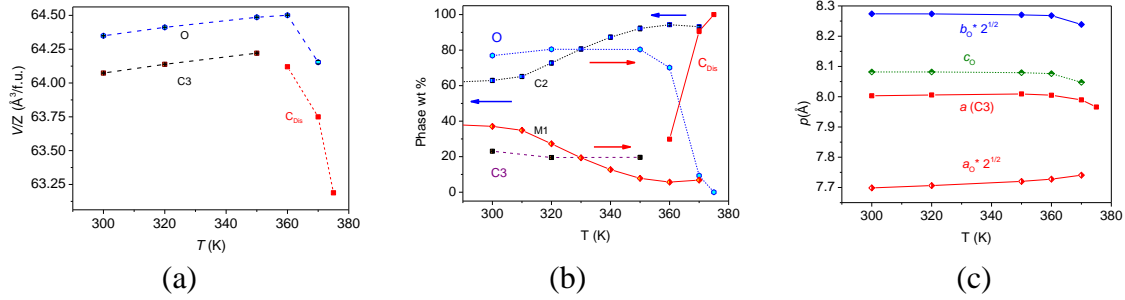 64.50
64.25
64.00
63.75
63.50
63.25
V/Z (Å³/f.u.)
O
C3
C_Dis
300 320 340 360 380
T (K)
(a)
100
80
60
40
20
0
Phase wt %
O
C2
C_Dis
M1
C3
300 320 340 360 380
T (K)
(b)
8.3
8.2
8.1
8.0
7.9
7.8
7.7
p(Å)
b_O* 2^1/2
c_O
a (C3)
a_O* 2^1/2
300 320 340 360 380
T (K)
(c)